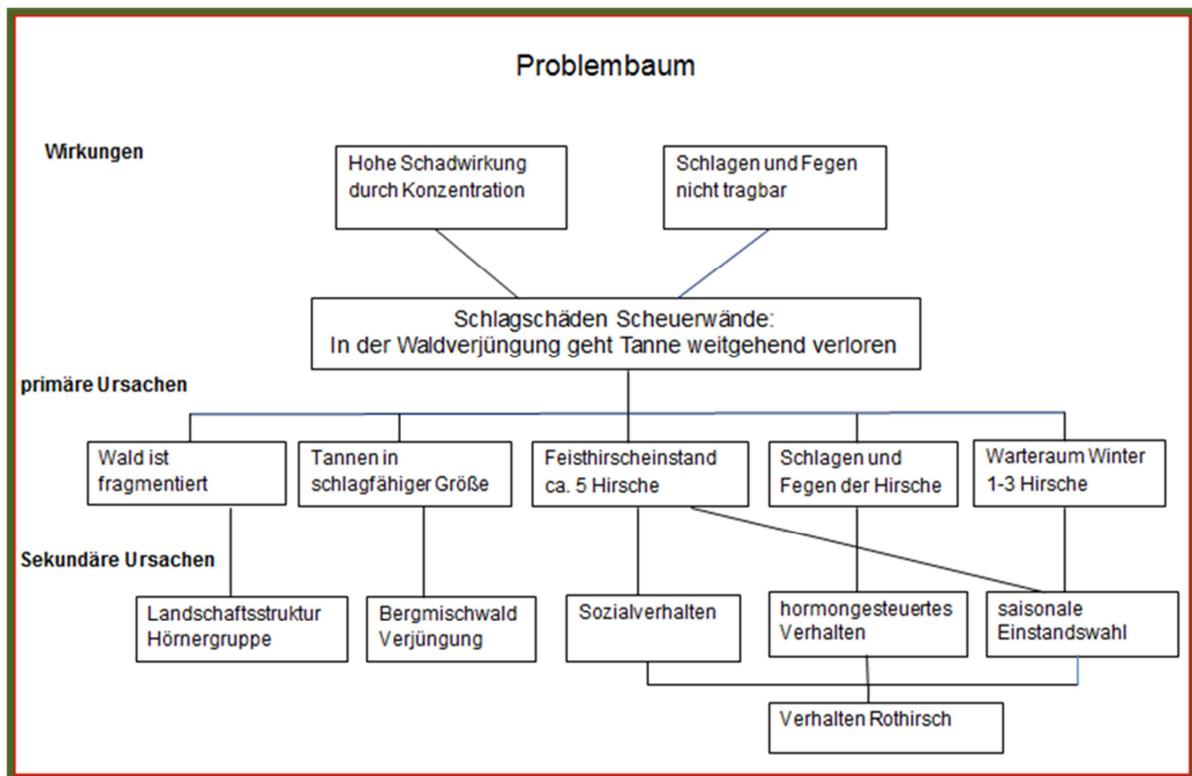 Problembaum
Wirkungen
Hohe Schadwirkung
durch Konzentration
Schlagen und Fegen
nicht tragbar
Schlagschäden Scheuerwände:
In der Waldverjüngung geht Tanne weitgehend verloren
primäre Ursachen
Wald ist
fragmentiert
Tannen in
schlagfähiger Größe
Feisthirscheinstand
ca. 5 Hirsche
Schlagen und
Fegen der Hirsche
Warteraum Winter
1-3 Hirsche
Sekundäre Ursachen
Landschaftsstruktur
Hörnergruppe
Bergmischwald
Verjüngung
Sozialverhalten
hormongesteuertes
Verhalten
saisonale
Einstandswahl
Verhalten Rothirsch